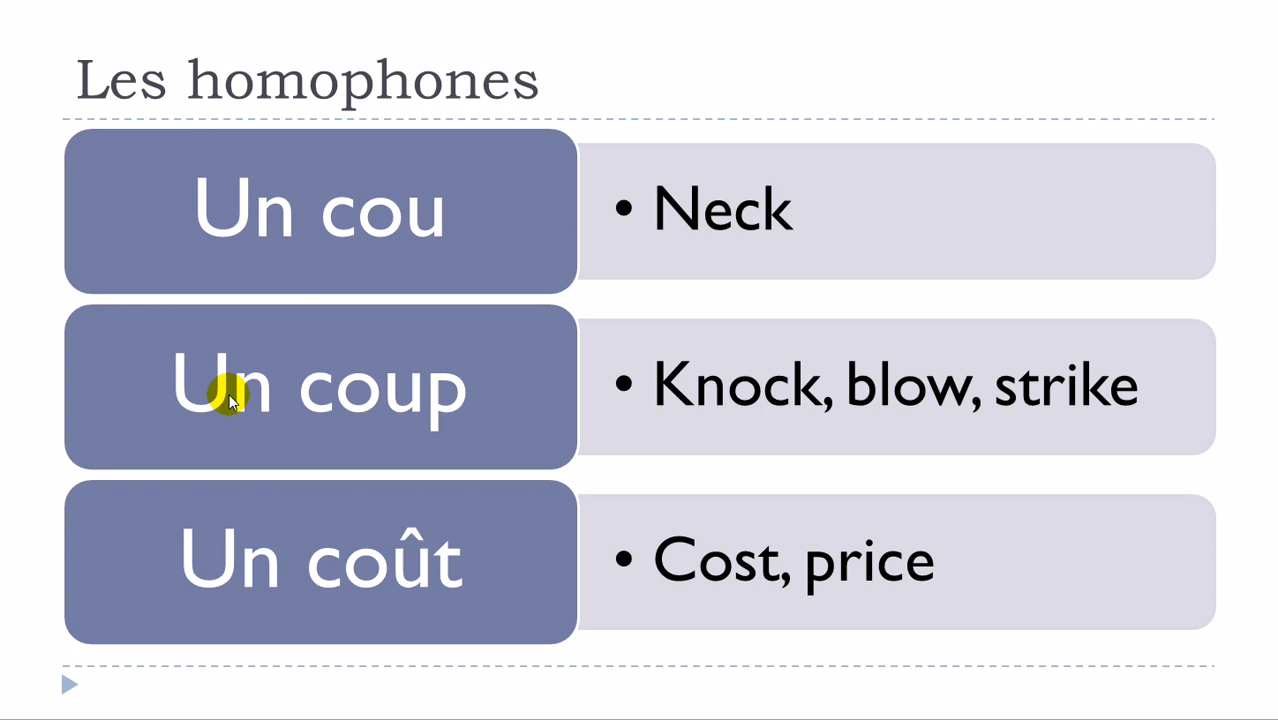 Les homophones
Un cou
• Neck
Un coup
• Knock, blow, strike
Un coût
• Cost, price